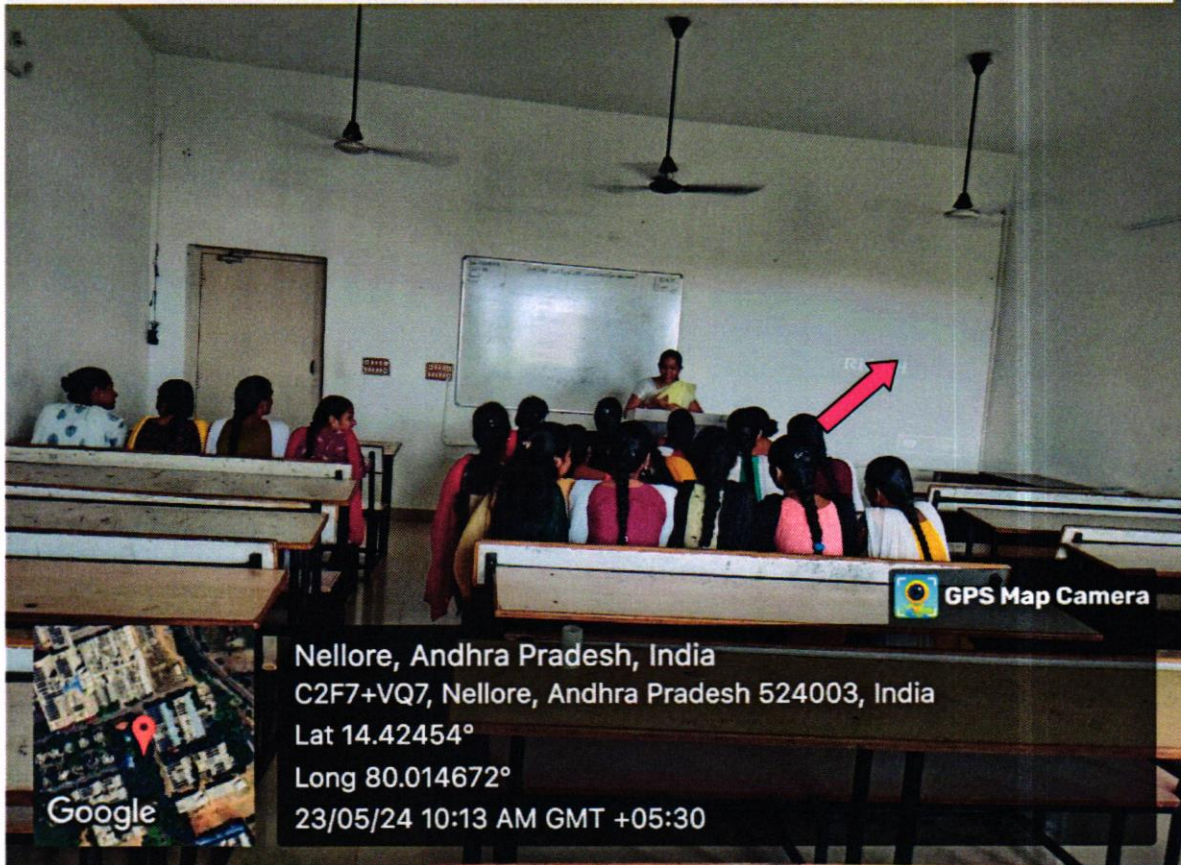 GPS Map Camera
Nellore, Andhra Pradesh, India
C2F7+VQ7, Nellore, Andhra Pradesh 524003, India
Lat 14.42454°
Long 80.014672°
23/05/24 10:13 AM GMT +05:30
Google